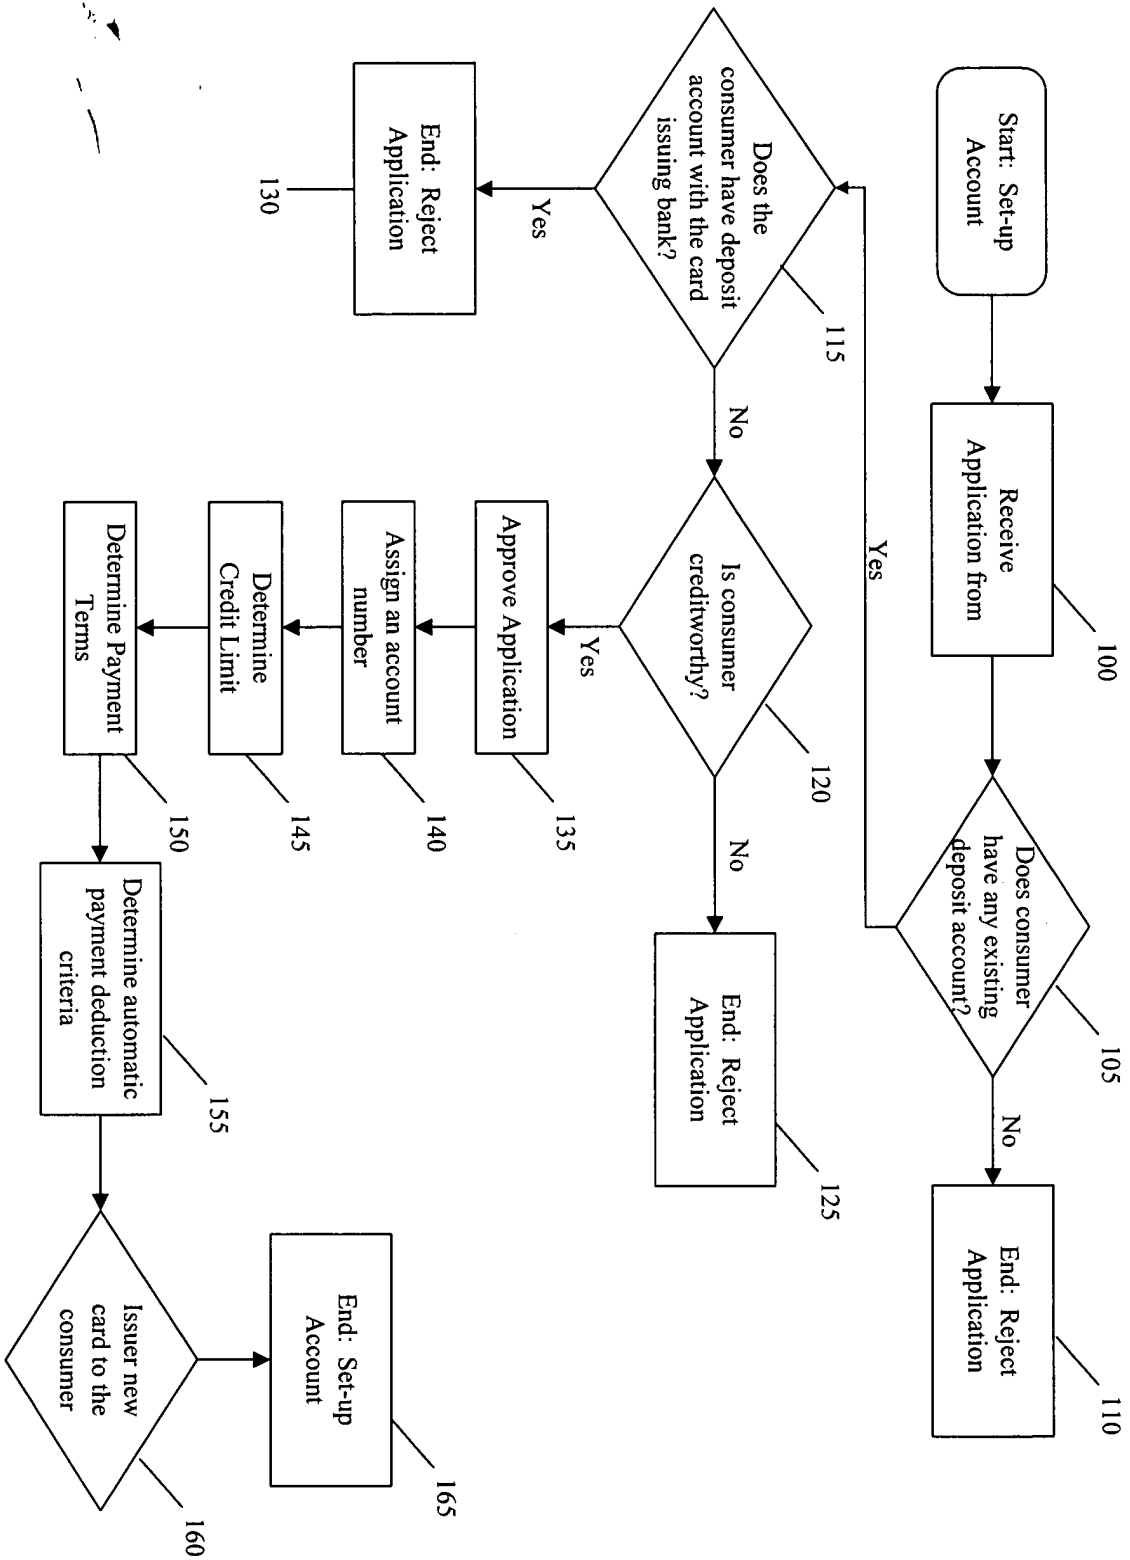 Start: Set-up
Account
Receive
Application from
100
Does consumer
have any existing
deposit account?
105
No
End: Reject
Application
110
Yes
Does the
consumer have deposit
account with the card
issuing bank?
115
No
Is consumer
creditworthy?
120
No
End: Reject
Application
125
Yes
End: Reject
Application
130
Yes
Approve Application
135
Assign an account
number
140
Determine
Credit Limit
145
Determine Payment
Terms
150
Determine automatic
payment deduction
criteria
155
Issuer new
card to the
consumer
160
End: Set-up
Account
165